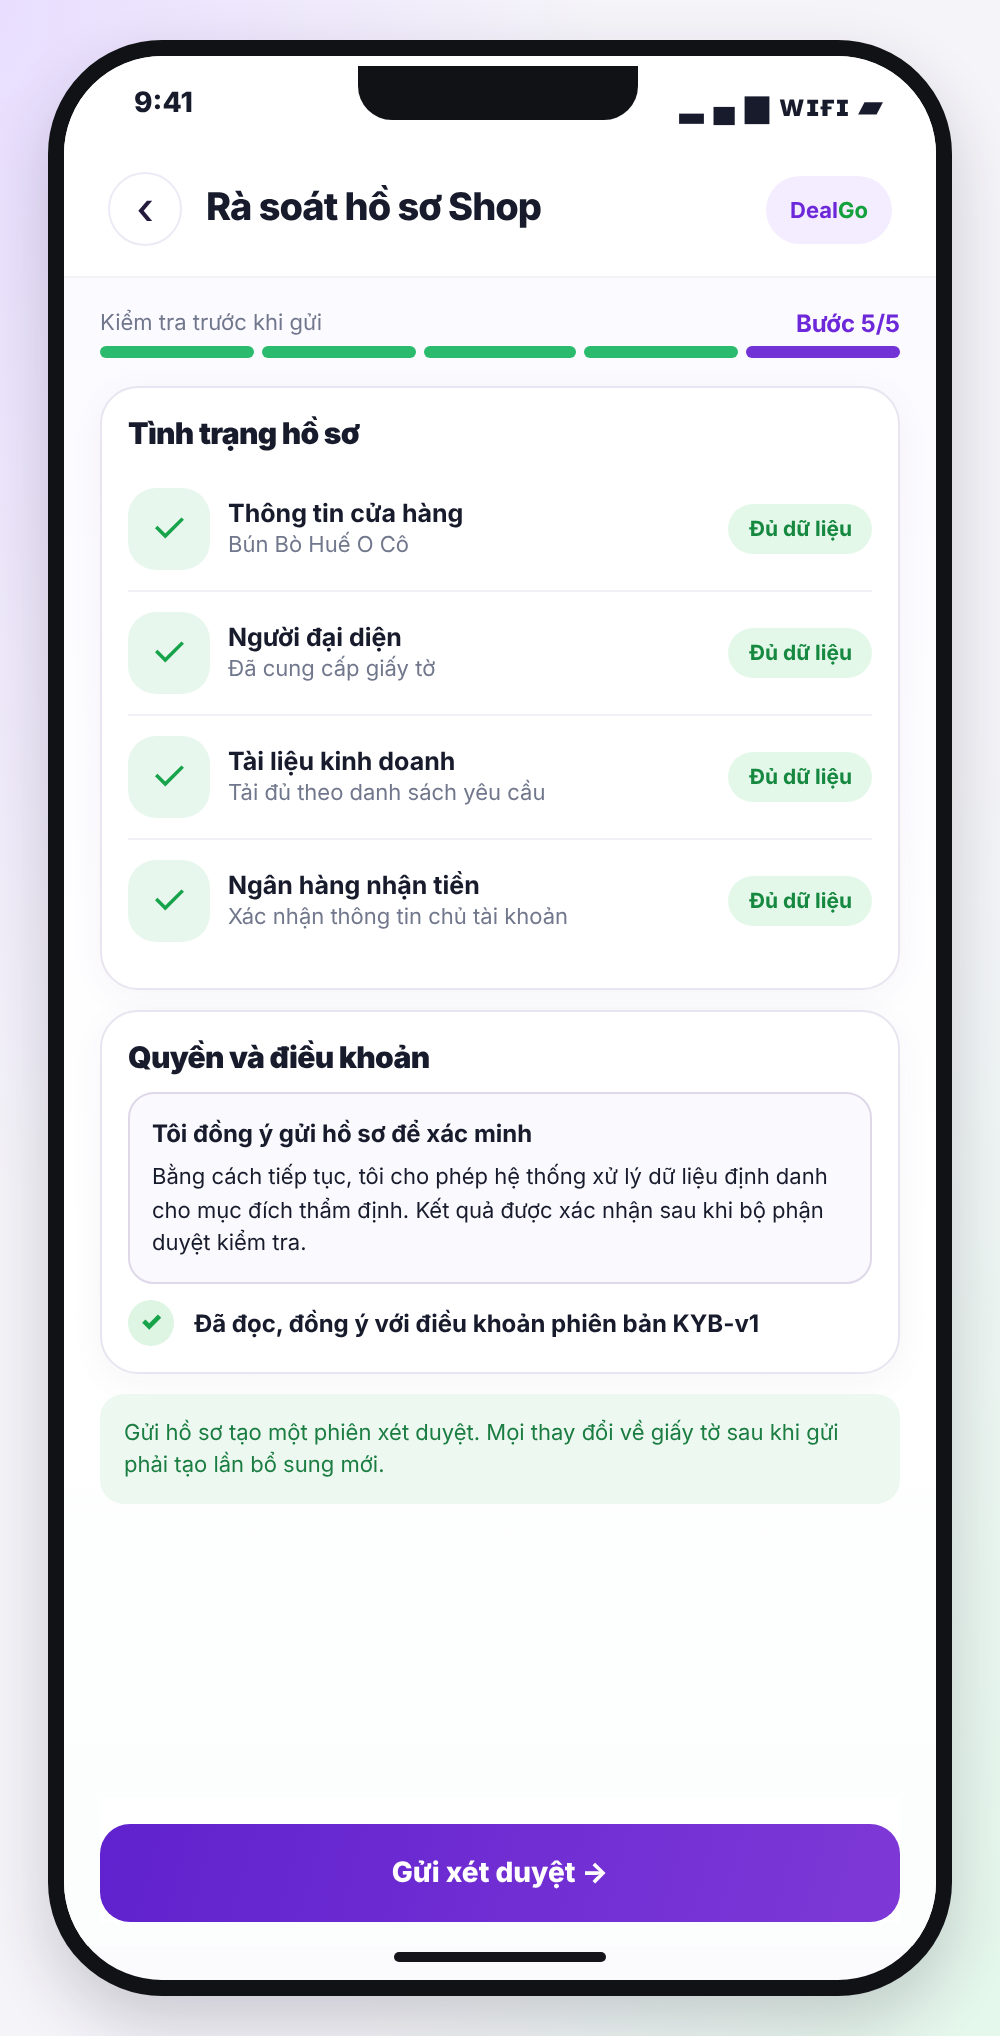 9:41
WIFI
Rà soát hồ sơ Shop
DealGo
Kiểm tra trước khi gửi
Bước 5/5
Tình trạng hồ sơ
Thông tin cửa hàng
Bún Bò Huế O Cô
Đủ dữ liệu
Người đại diện
Đã cung cấp giấy tờ
Đủ dữ liệu
Tài liệu kinh doanh
Tải đủ theo danh sách yêu cầu
Đủ dữ liệu
Ngân hàng nhận tiền
Xác nhận thông tin chủ tài khoản
Đủ dữ liệu
Quyền và điều khoản
Tôi đồng ý gửi hồ sơ để xác minh
Bằng cách tiếp tục, tôi cho phép hệ thống xử lý dữ liệu định danh
cho mục đích thẩm định. Kết quả được xác nhận sau khi bộ phận
duyệt kiểm tra.
Đã đọc, đồng ý với điều khoản phiên bản KYB-v1
Gửi hồ sơ tạo một phiên xét duyệt. Mọi thay đổi về giấy tờ sau khi gửi
phải tạo lần bổ sung mới.
Gửi xét duyệt →